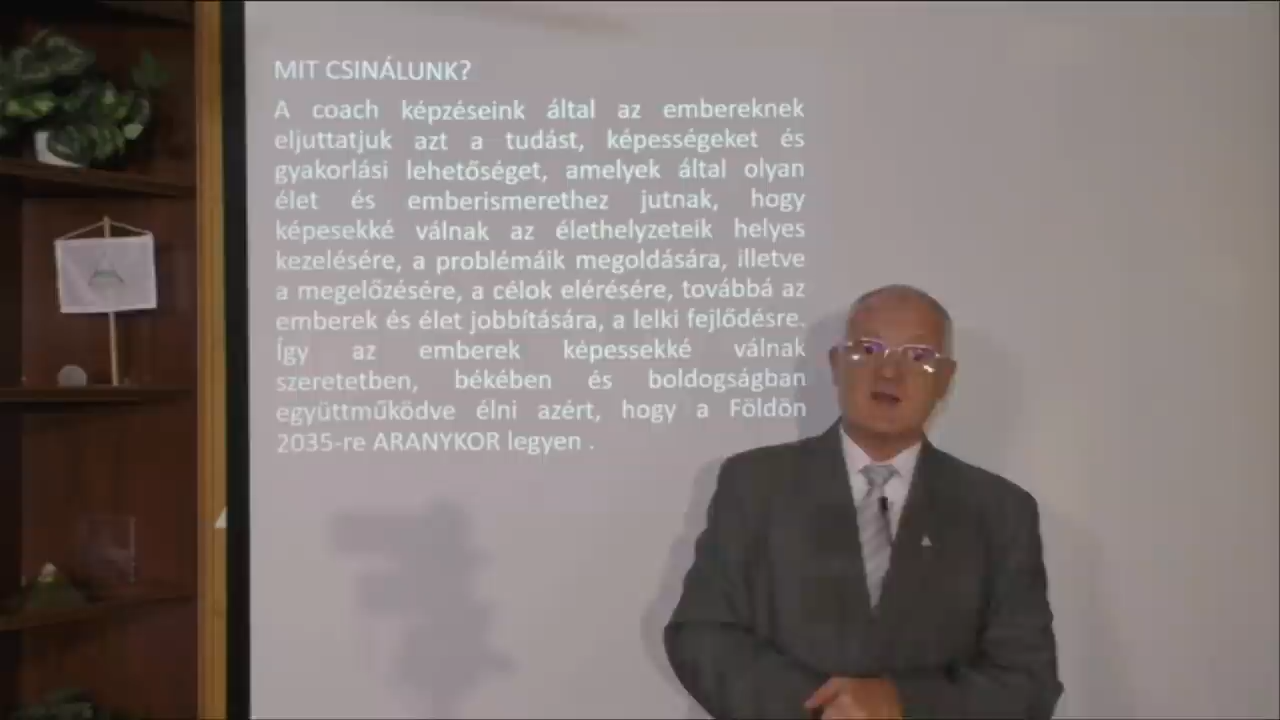 MIT CSINÁLUNK?
A coach képzéseink által az embereknek
eljuttatjuk azt a tudást, képességeket és
gyakorlási lehetőséget, amelyek által olyan
élet és emberismerethez jutnak, hogy
képesekké válnak az élethelyzeteik helyes
kezelésére, a problémáik megoldására, illetve
a megelőzésére, a célok elérésére, továbbá az
emberek és élet jobbítására, a lelki fejlődésre.
Így az emberek képessekké válnak
szeretetben, békében és boldogságban
együttműködve élni azért, hogy a Földön
2035-re ARANYKOR legyen .